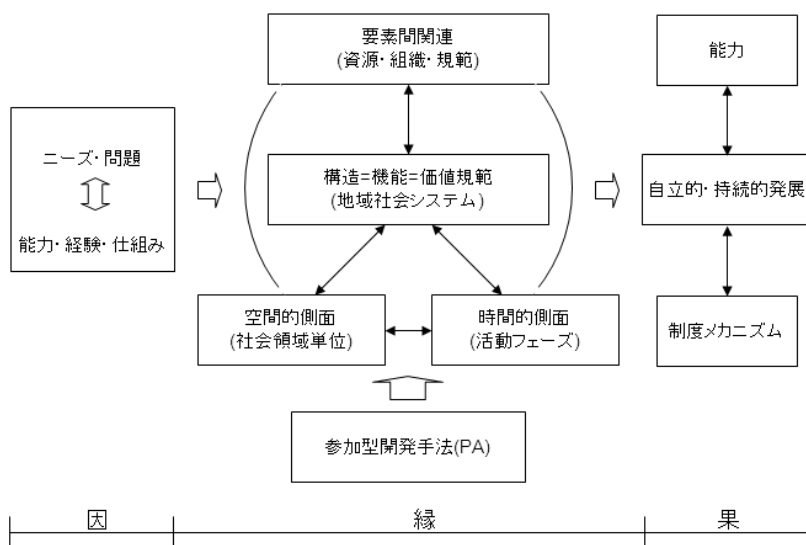 要素間関連
(資源・組織・規範)
能力
ニーズ・問題
能力・経験・仕組み
構造=機能=価値規範
(地域社会システム)
自立的・持続的発展
空間的側面
(社会領域単位)
時間的側面
(活動フェーズ)
制度メカニズム
参加型開発手法(PA)
因
縁
果